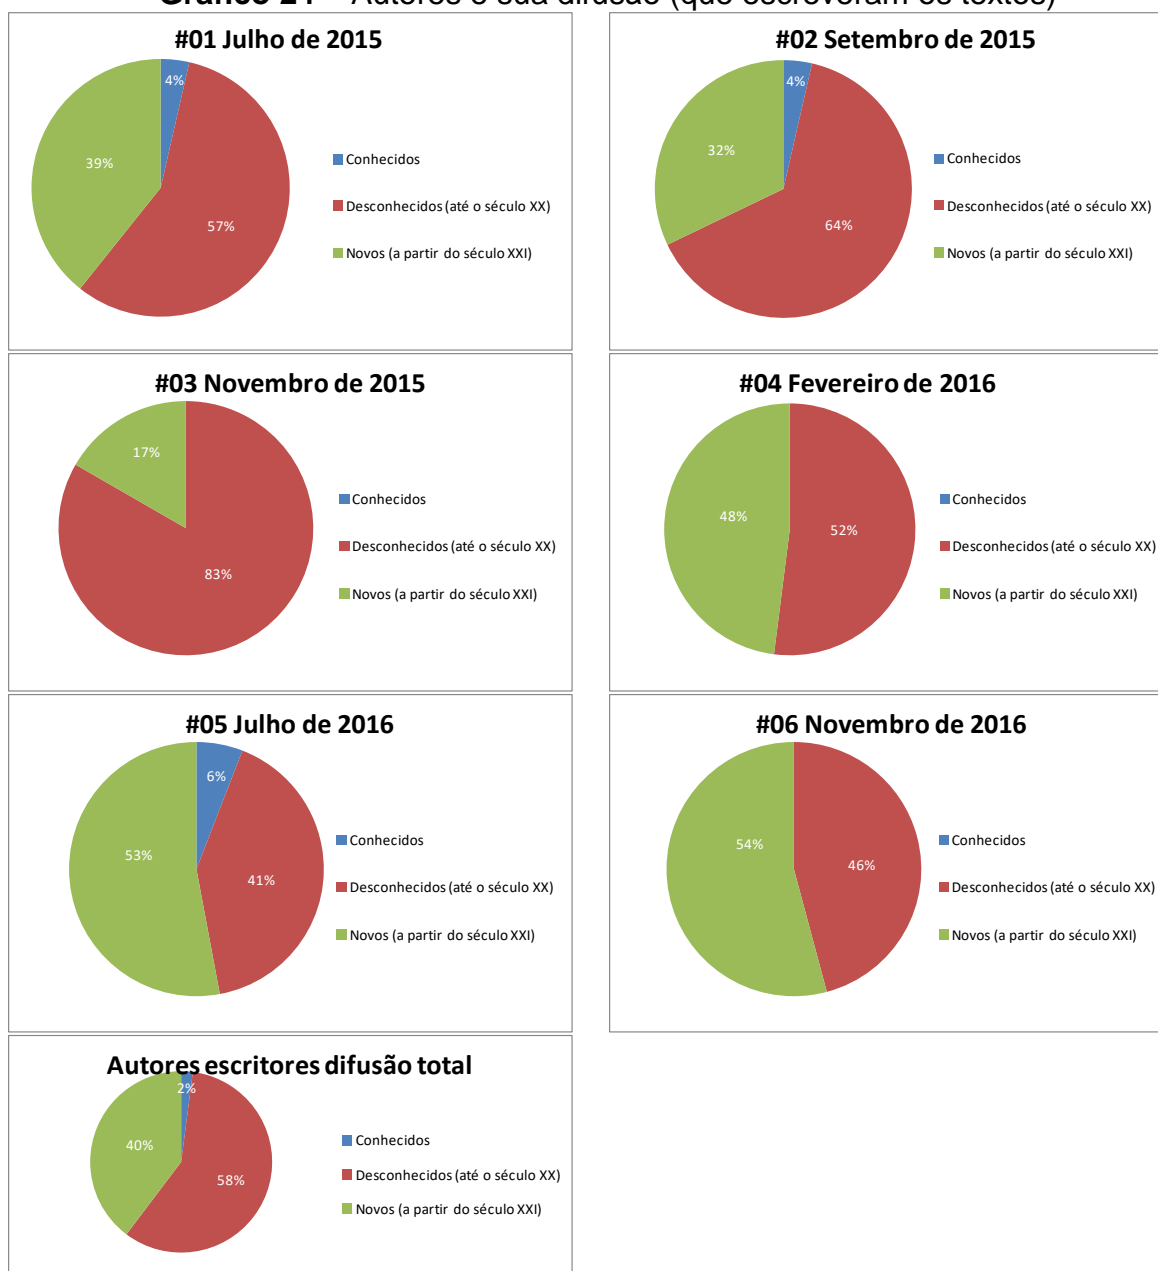 Gráfico 24 – Autores e sua difusão (que escreveram os textos)
#01 Julho de 2015
4%
39%
57%
Conhecidos
Desconhecidos (até o século XX)
Novos (a partir do século XXI)
#02 Setembro de 2015
4%
32%
64%
Conhecidos
Desconhecidos (até o século XX)
Novos (a partir do século XXI)
#03 Novembro de 2015
17%
83%
Conhecidos
Desconhecidos (até o século XX)
Novos (a partir do século XXI)
#04 Fevereiro de 2016
48%
52%
Conhecidos
Desconhecidos (até o século XX)
Novos (a partir do século XXI)
#05 Julho de 2016
6%
53%
41%
Conhecidos
Desconhecidos (até o século XX)
Novos (a partir do século XXI)
#06 Novembro de 2016
54%
46%
Conhecidos
Desconhecidos (até o século XX)
Novos (a partir do século XXI)
Autores escritores difusão total
2%
40%
58%
Conhecidos
Desconhecidos (até o século XX)
Novos (a partir do século XXI)